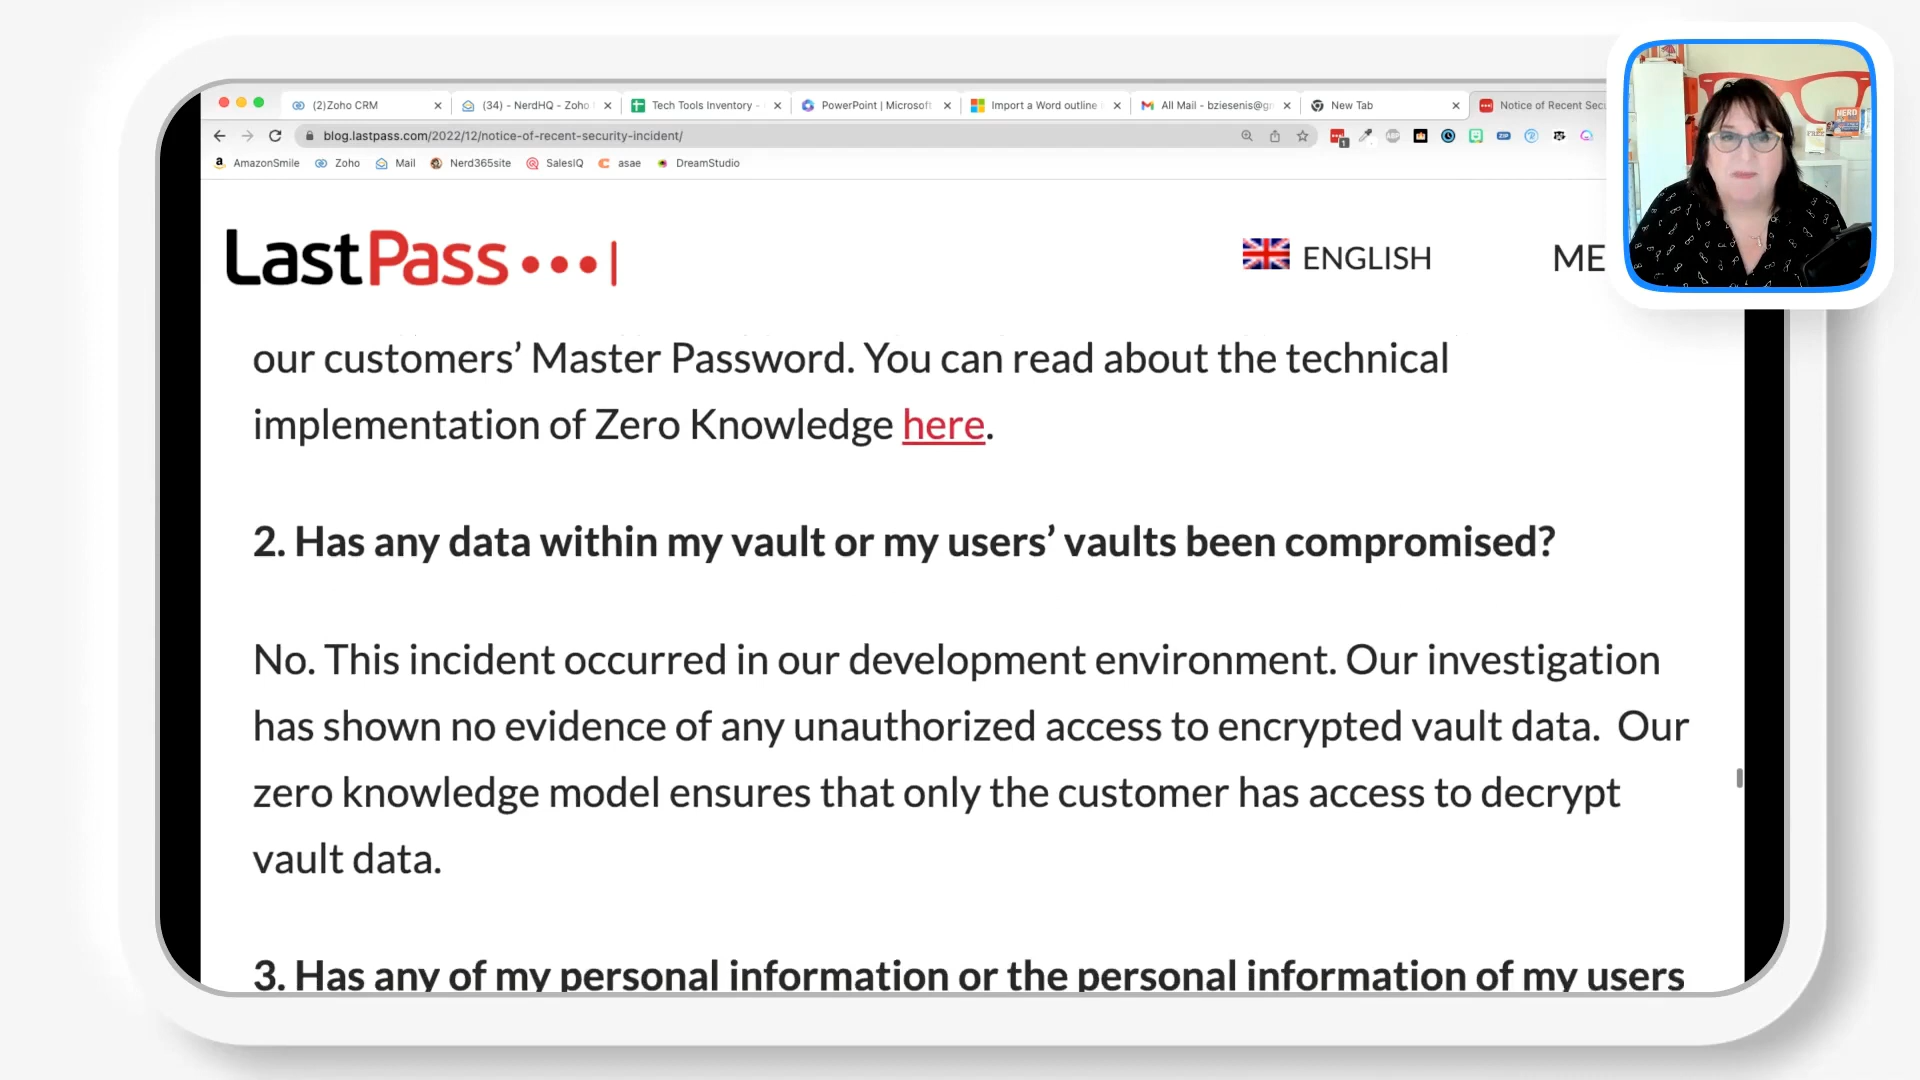 (2)Zoho CRM
(34) - NerdHQ - Zoho
Tech Tools Inventory -
PowerPoint | Microsoft
Import a Word outline
All Mail - bziesenis@g
New Tab
Notice of Recent Sec
blog.lastpass.com/2022/12/notice-of-recent-security-incident/
AmazonSmile
Zoho
Mail
Nerd365site
SalesIQ
asae
DreamStudio
LastPass
ENGLISH
ME
our customers’ Master Password. You can read about the technical
implementation of Zero Knowledge here.
2. Has any data within my vault or my users’ vaults been compromised?
No. This incident occurred in our development environment. Our investigation
has shown no evidence of any unauthorized access to encrypted vault data.  Our
zero knowledge model ensures that only the customer has access to decrypt
vault data.
3. Has any of my personal information or the personal information of my users